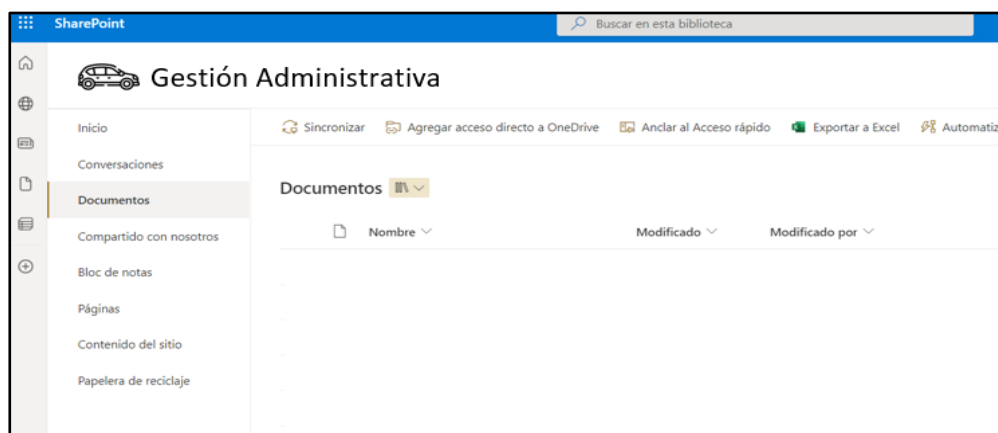 SharePoint
Buscar en esta biblioteca
Gestión Administrativa
Inicio
Conversaciones
Documentos
Compartido con nosotros
Bloc de notas
Páginas
Contenido del sitio
Papelera de reciclaje
Sincronizar Agregar acceso directo a OneDrive Anclar al Acceso rápido Exportar a Excel Automatiz
Documentos
Nombre Modificado Modificado por